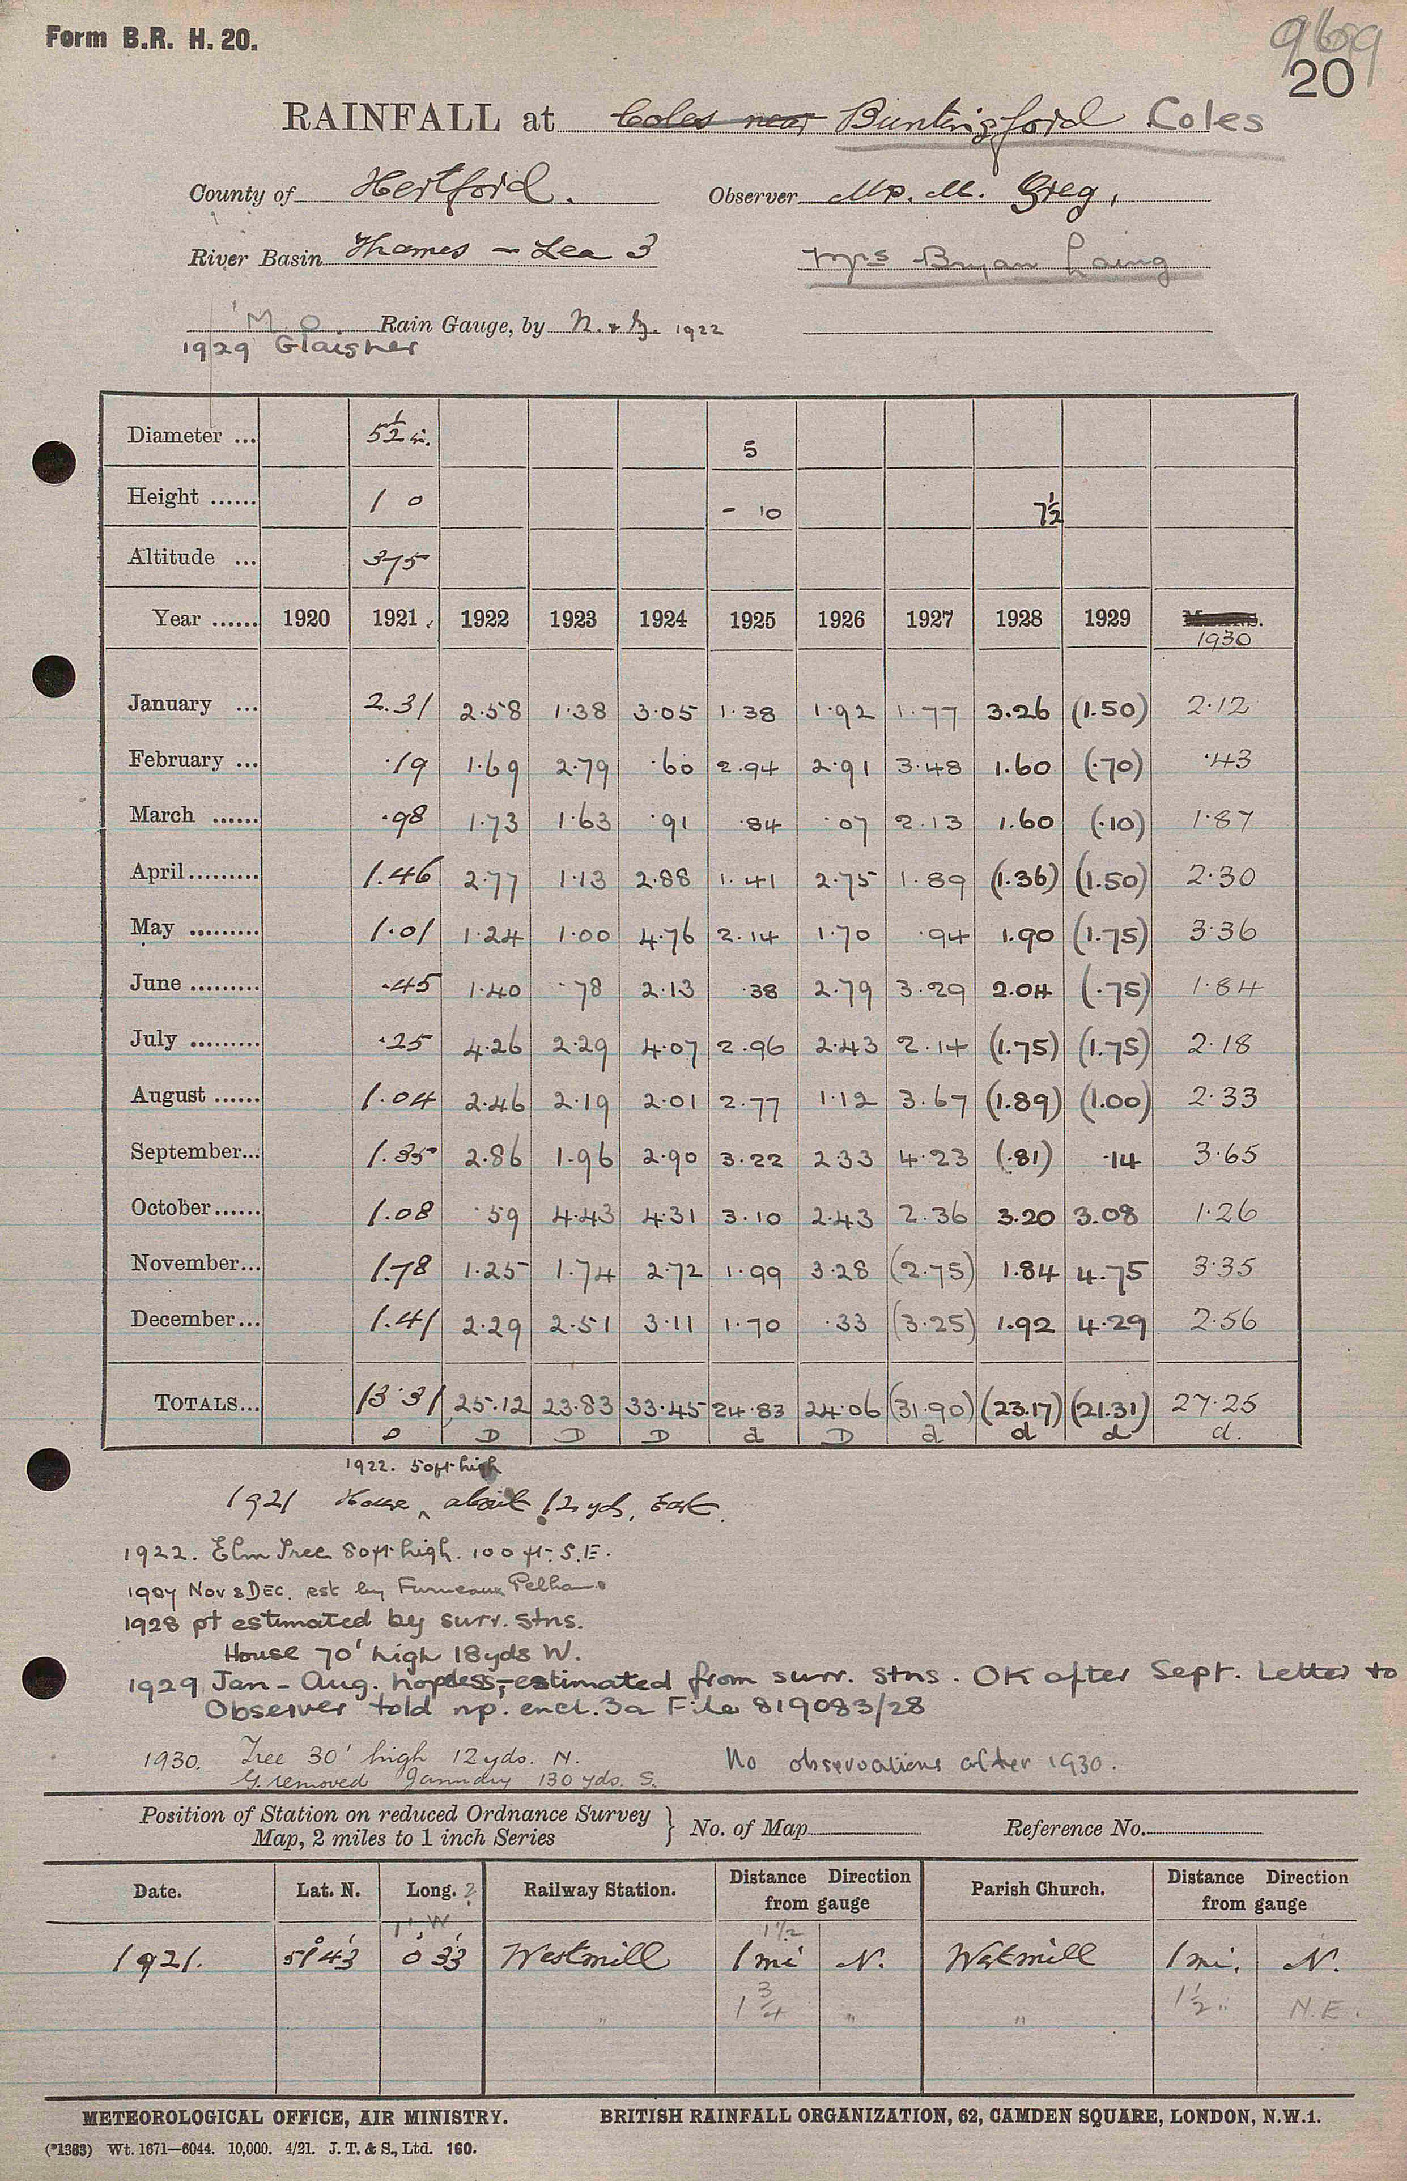 Form B.R. H. 20.
969
20
RAINFALL at Coles near Buntingford Coles
County of Hertford. Observer Mr. M. Greg,
River Basin Thames - Lea 3 Mrs Bryan Laing
M.O. Rain Gauge, by N. & Z. 1922
1929 Glaisher
Diameter ... 5½ in. 5
Height ...... 1 0 - 10 7½
Altitude ... 375
Year ...... 1920 1921. 1922 1923 1924 1925 1926 1927 1928 1929 1930
January ... 2.31 2.58 1.38 3.05 1.38 1.92 1.77 3.26 (1.50) 2.12
February ... .19 1.69 2.79 .60 2.94 2.91 3.48 1.60 (.70) .43
March ...... .98 1.73 1.63 .91 .84 .07 2.13 1.60 (.10) 1.87
April ......... 1.46 2.77 1.13 2.88 1.41 2.75 1.89 (1.36) (1.50) 2.30
May ......... 1.01 1.24 1.00 4.76 2.14 1.70 .94 1.90 (1.75) 3.36
June ......... .45 1.40 .78 2.13 .38 2.79 3.29 2.04 (.75) 1.84
July ......... .25 4.26 2.29 4.07 2.96 2.43 2.14 (1.75) (1.75) 2.18
August ...... 1.04 2.46 2.19 2.01 2.77 1.12 3.67 (1.89) (1.00) 2.33
September... 1.35 2.86 1.96 2.90 3.22 2.33 4.23 (.81) .14 3.65
October ...... 1.08 .59 4.43 4.31 3.10 2.43 2.36 3.20 3.08 1.26
November... 1.78 1.25 1.74 2.72 1.99 3.28 (2.75) 1.84 4.75 3.35
December... 1.41 2.29 2.51 3.11 1.70 .33 (3.25) 1.92 4.29 2.56
TOTALS... 13.31 25.12 23.83 33.45 24.83 24.06 (31.90) (23.17) (21.31) 27.25
D D D D d D d d d d.
1922. 50ft high
1921 House ^ about 12 yds, East.
1922. Elm Tree 80ft high. 100 ft. S.E.
1927 Nov & DEC. est by Furneaux Pelham
1928 pt estimated by surr. stns.
House 70' high 18yds W.
1929 Jan - Aug. hopeless, estimated from surr. stns. OK after Sept. Letter to
Observer told np. encl. 3a File 819083/28
1930. Tree 30' high 12 yds. N. No observations after 1930.
G. removed January 130 yds. S.
Position of Station on reduced Ordnance Survey
Map, 2 miles to 1 inch Series } No. of Map Reference No.
Date. Lat. N. Long. ? Railway Station. Distance Direction from gauge Parish Church. Distance Direction from gauge
1' W 1½
1921. 51° 43' 0° 33' Westmill 1 mi N. Westmill 1 mi. N.
" 1¾ " " 1½ " N.E.
METEOROLOGICAL OFFICE, AIR MINISTRY. BRITISH RAINFALL ORGANIZATION, 62, CAMDEN SQUARE, LONDON, N.W.1.
(*1383) Wt. 1671—6044. 10,000. 4/21. J. T. & S., Ltd. 160.